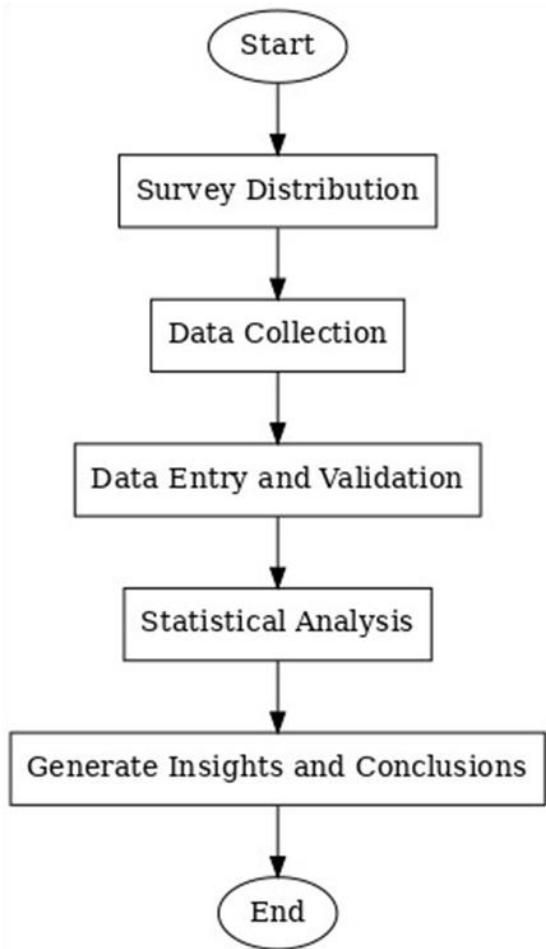 Start
Survey Distribution
Data Collection
Data Entry and Validation
Statistical Analysis
Generate Insights and Conclusions
End